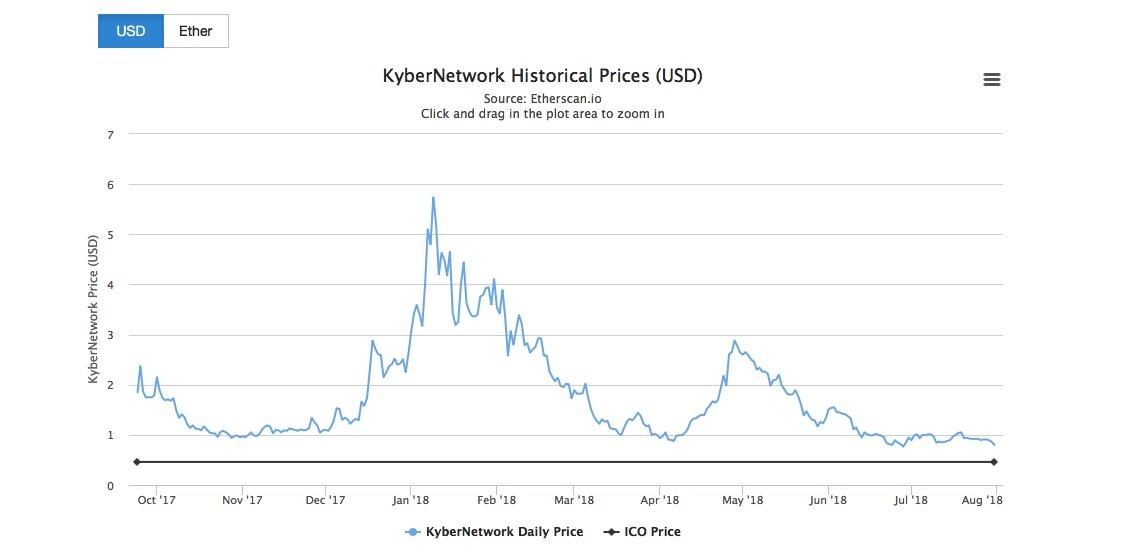 USD Ether
KyberNetwork Historical Prices (USD)
Source: Etherscan.io
Click and drag in the plot area to zoom in
KyberNetwork Price (USD)
7
6
5
4
3
2
1
0
Oct '17 Nov '17 Dec '17 Jan '18 Feb '18 Mar '18 Apr '18 May '18 Jun '18 Jul '18 Aug '18
KyberNetwork Daily Price ICO Price